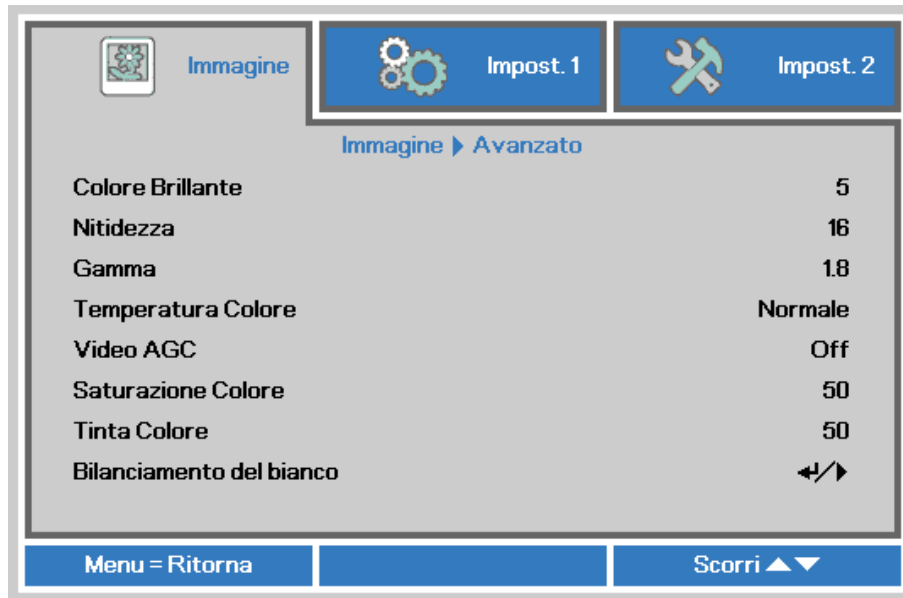 Immagine Impost. 1 Impost. 2
Immagine Avanzato
Colore Brillante 5
Nitidezza 16
Gamma 1.8
Temperatura Colore Normale
Video AGC Off
Saturazione Colore 50
Tinta Colore 50
Bilanciamento del bianco /
Menu = Ritorna Scorri